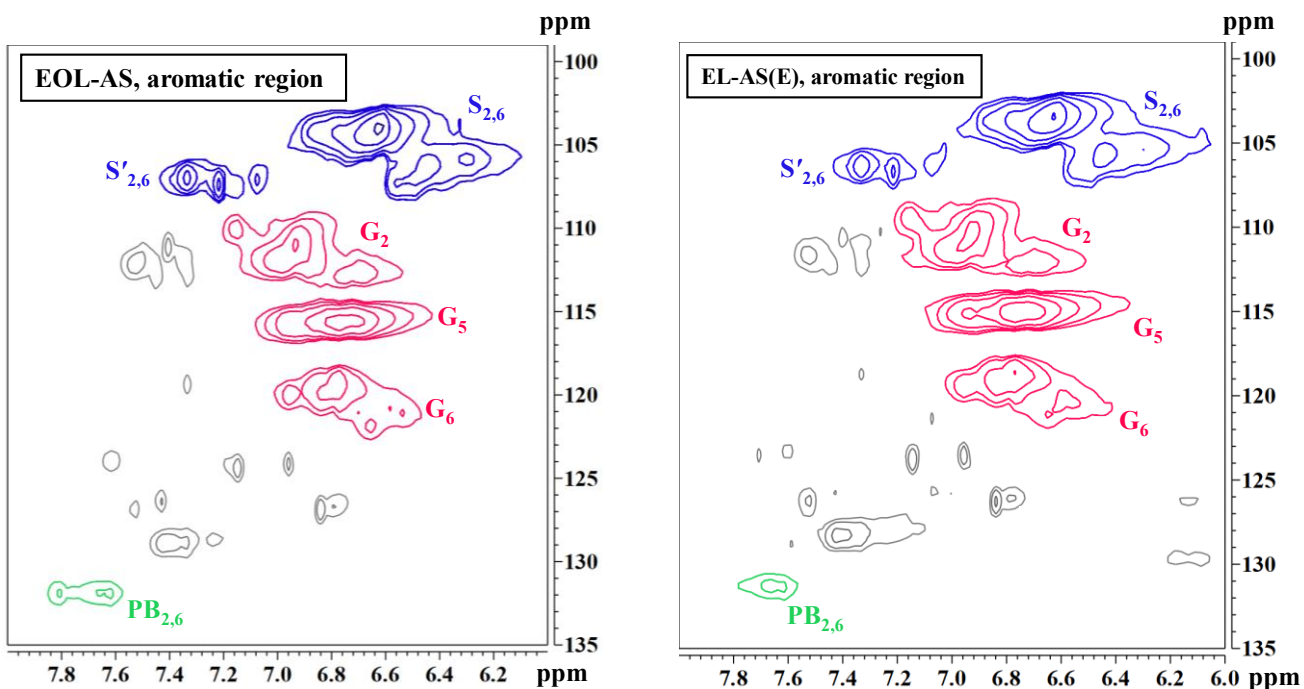 ppm
EOL-AS, aromatic region
S2,6
S′2,6
G2
G5
G6
PB2,6
100
105
110
115
120
125
130
135
7.8 7.6 7.4 7.2 7.0 6.8 6.6 6.4 6.2 ppm
ppm
EL-AS(E), aromatic region
S2,6
S′2,6
G2
G5
G6
PB2,6
100
105
110
115
120
125
130
135
7.8 7.6 7.4 7.2 7.0 6.8 6.6 6.4 6.2 6.0 ppm